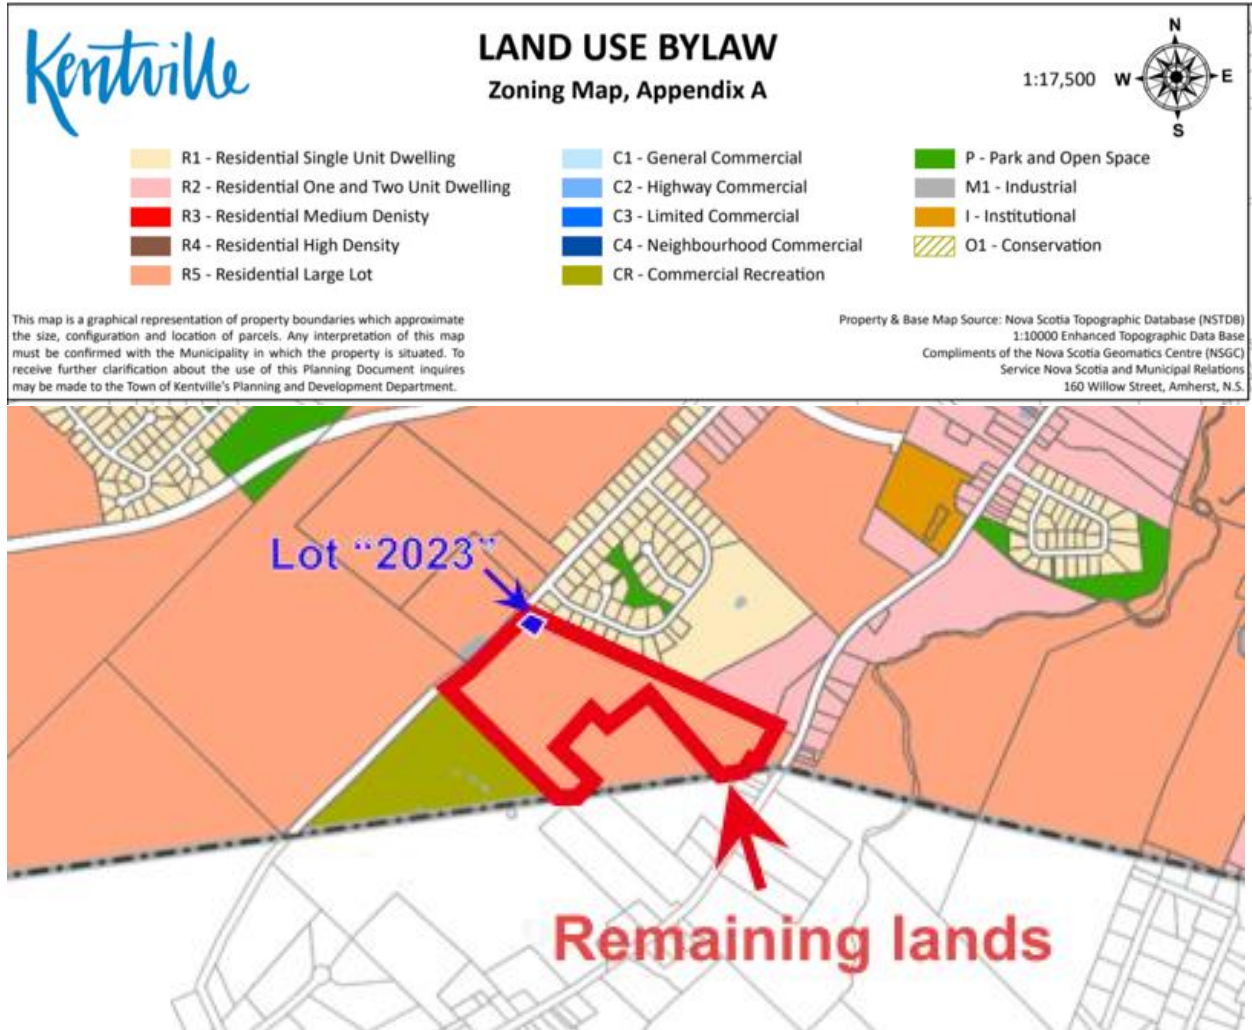 Kentville
LAND USE BYLAW
Zoning Map, Appendix A
1:17,500
N
W
E
S
R1 - Residential Single Unit Dwelling
R2 - Residential One and Two Unit Dwelling
R3 - Residential Medium Denisty
R4 - Residential High Density
R5 - Residential Large Lot
C1 - General Commercial
C2 - Highway Commercial
C3 - Limited Commercial
C4 - Neighbourhood Commercial
CR - Commercial Recreation
P - Park and Open Space
M1 - Industrial
I - Institutional
O1 - Conservation
This map is a graphical representation of property boundaries which approximate
the size, configuration and location of parcels. Any interpretation of this map
must be confirmed with the Municipality in which the property is situated. To
receive further clarification about the use of this Planning Document inquires
may be made to the Town of Kentville's Planning and Development Department.
Property & Base Map Source: Nova Scotia Topographic Database (NSTDB)
1:10000 Enhanced Topographic Data Base
Compliments of the Nova Scotia Geomatics Centre (NSGC)
Service Nova Scotia and Municipal Relations
160 Willow Street, Amherst, N.S.
Lot “2023”
Remaining lands